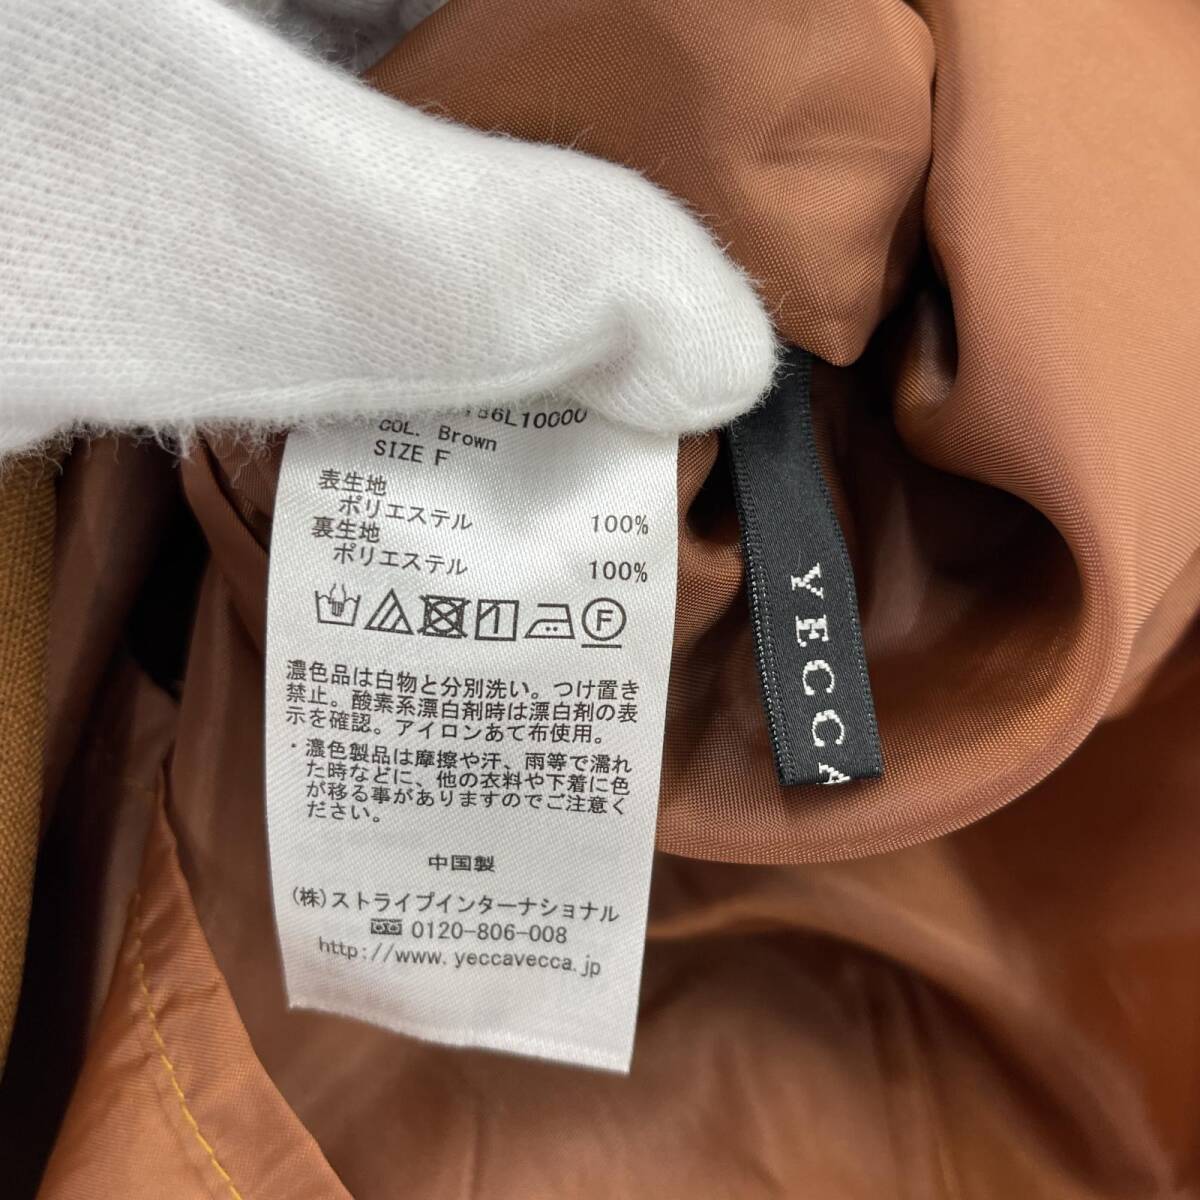 COL. Brown
SIZE F
表生地
ポリエステル 100%
裏生地
ポリエステル 100%
F
濃色品は白物と分別洗い。つけ置き
禁止。酸素系漂白剤時は漂白剤の表
示を確認。アイロンあて布使用。
・濃色製品は摩擦や汗、雨等で濡れ
た時などに、他の衣料や下着に色
が移る事がありますのでご注意く
ださい。
中国製
(株)ストライプインターナショナル
0120-806-008
http://www.yeccavecca.jp
YECCA